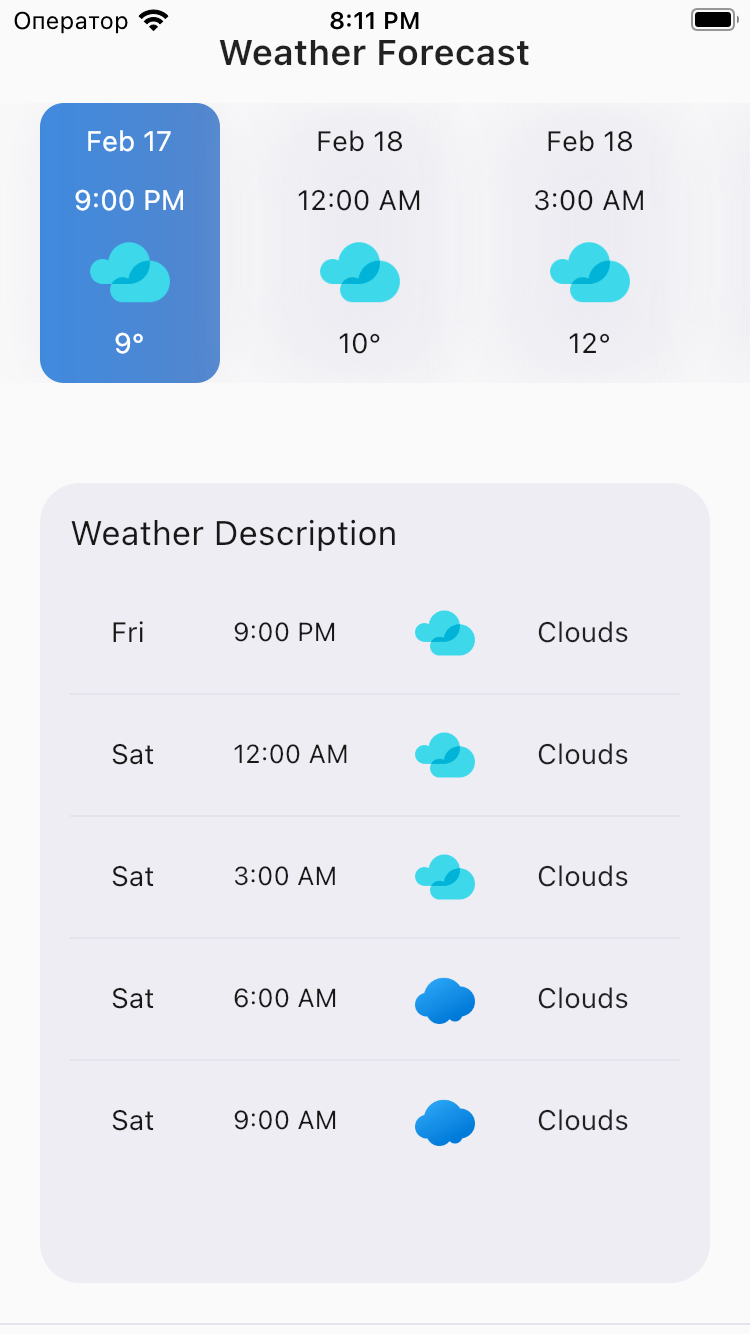 Оператор 8:11 PM
Weather Forecast
Feb 17 Feb 18 Feb 18
9:00 PM 12:00 AM 3:00 AM
9° 10° 12°
Weather Description
Fri 9:00 PM Clouds
Sat 12:00 AM Clouds
Sat 3:00 AM Clouds
Sat 6:00 AM Clouds
Sat 9:00 AM Clouds